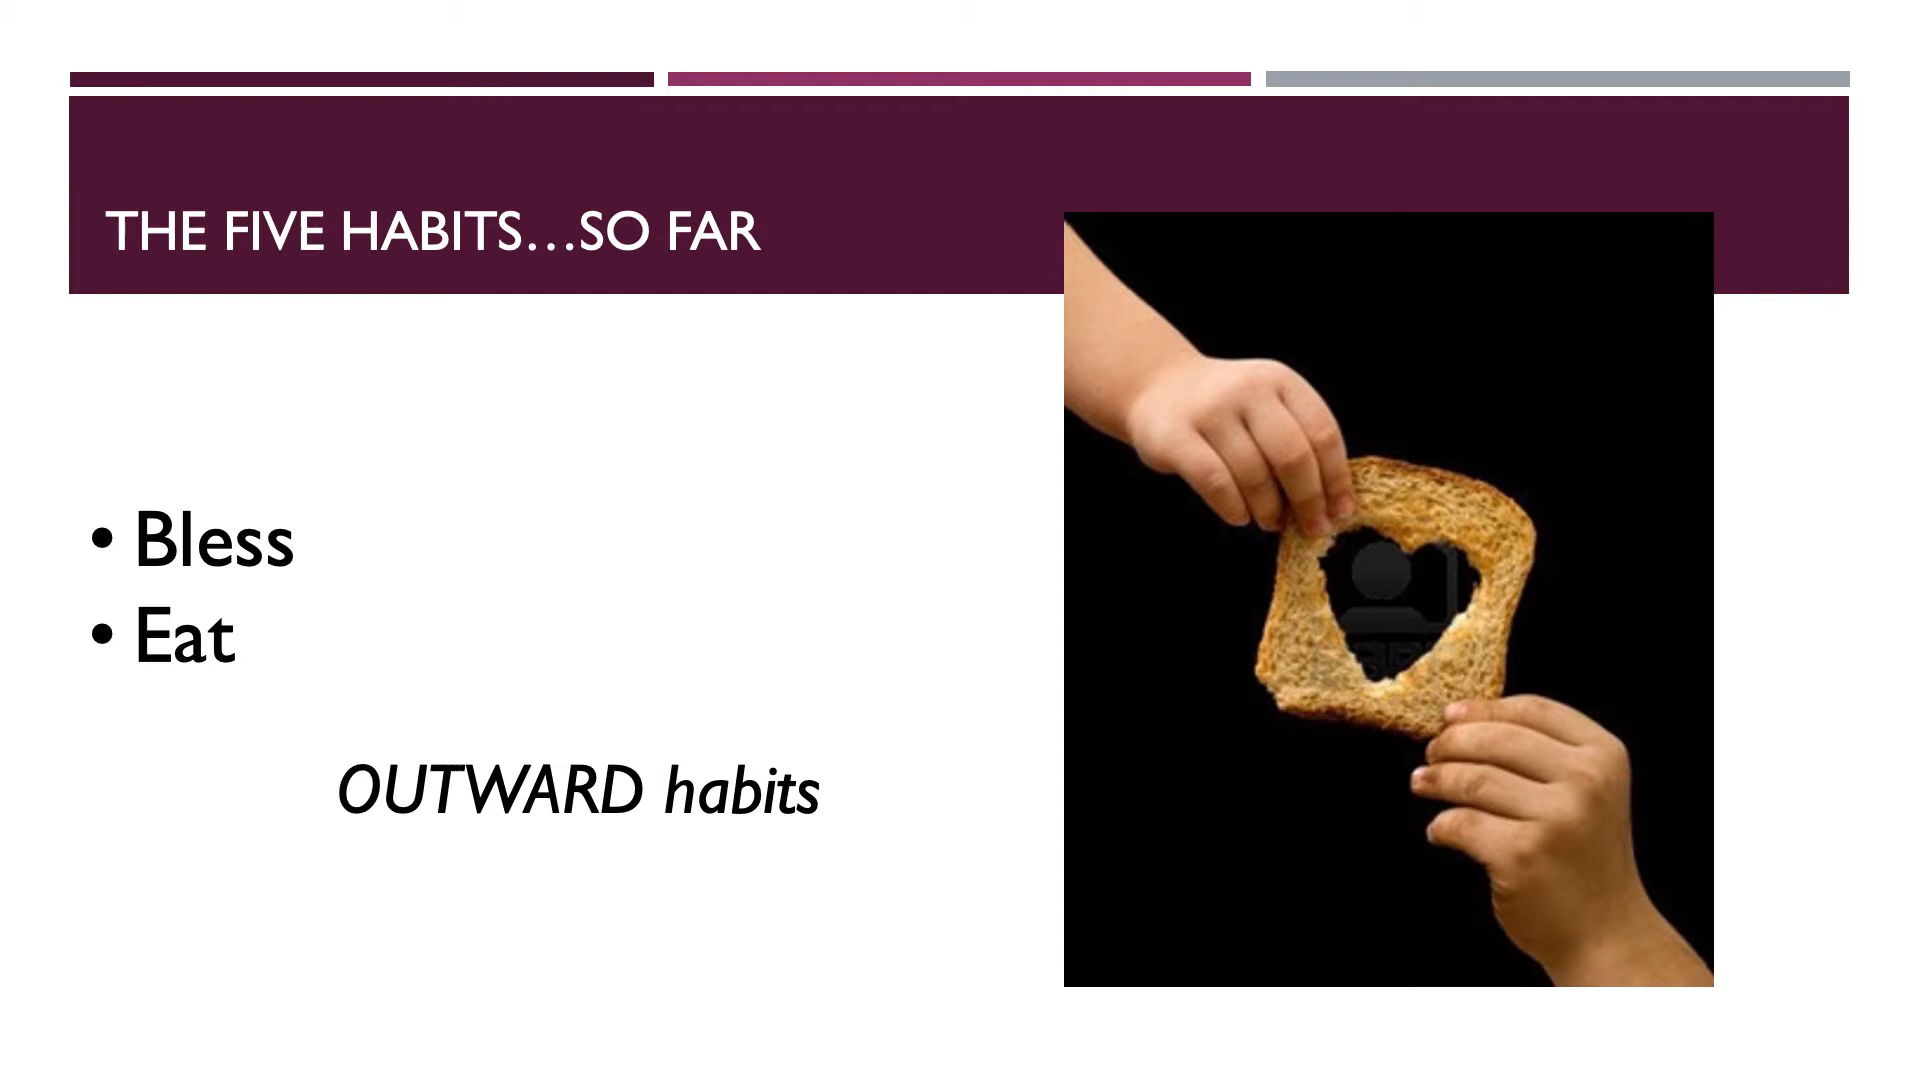 THE FIVE HABITS…SO FAR
• Bless
• Eat
OUTWARD habits